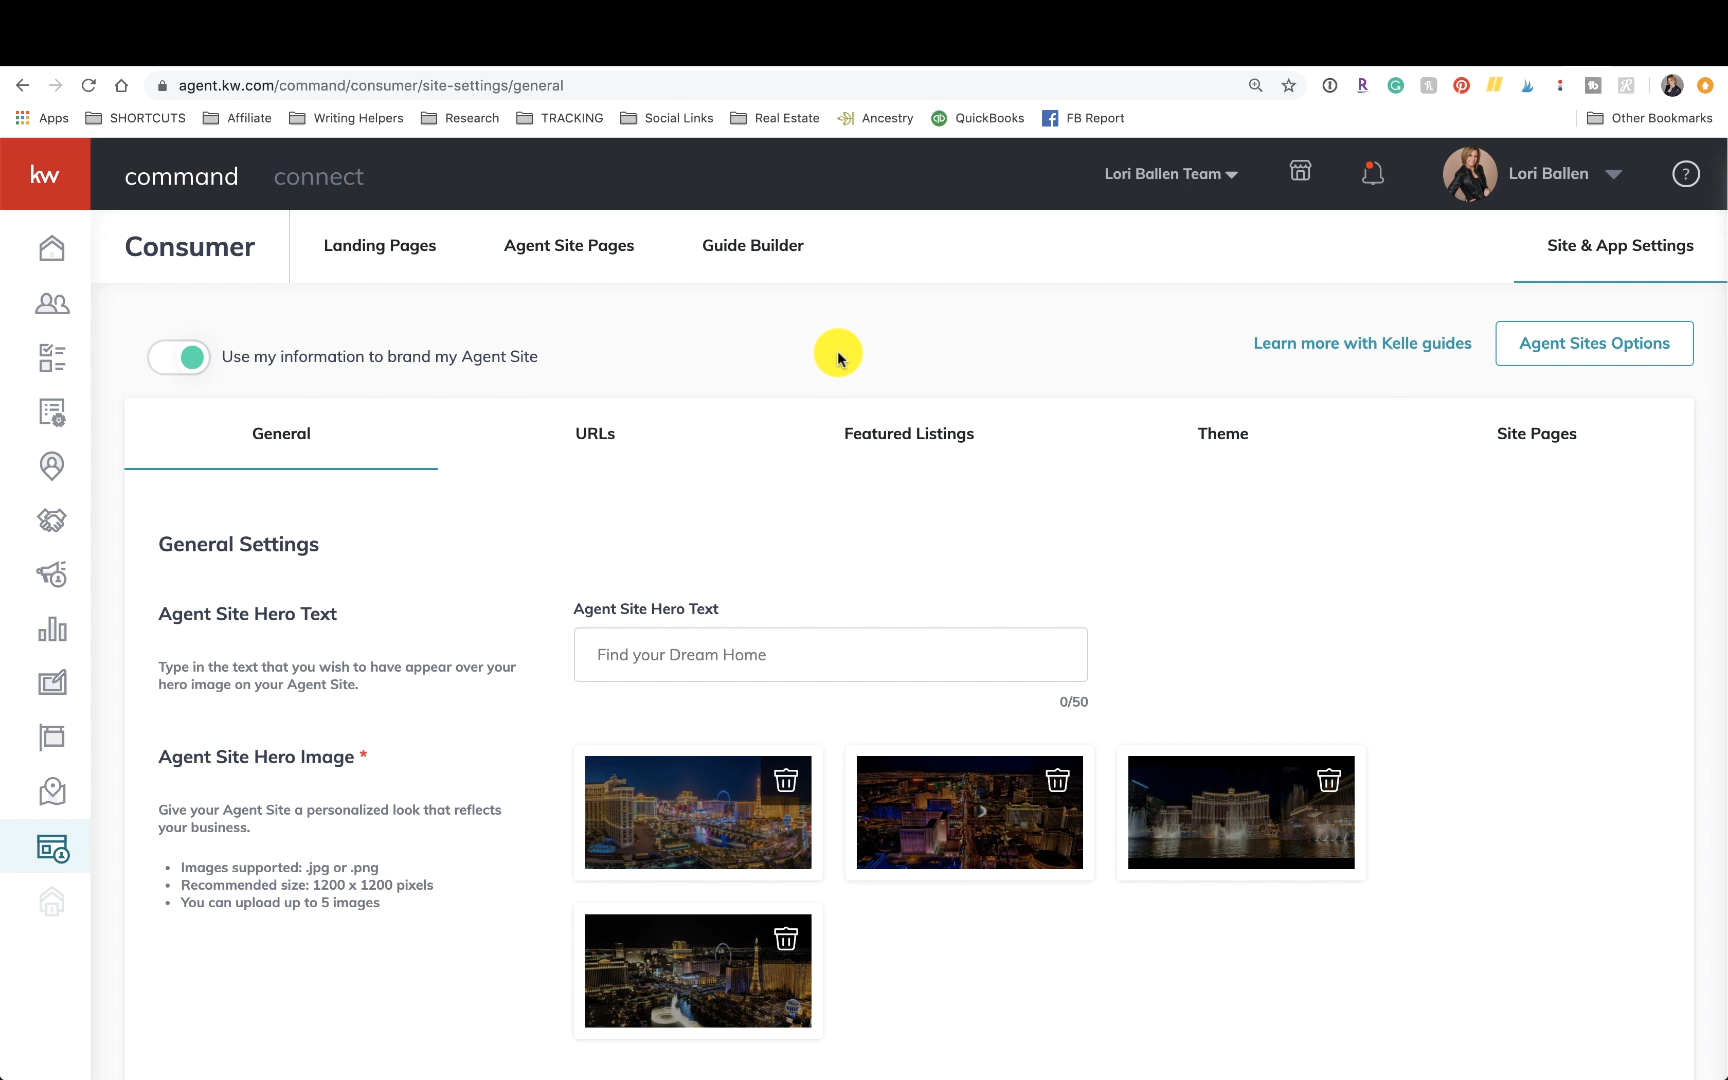 agent.kw.com/command/consumer/site-settings/general
Apps SHORTCUTS Affiliate Writing Helpers Research TRACKING Social Links Real Estate Ancestry QuickBooks FB Report Other Bookmarks
kw command connect Lori Ballen Team Lori Ballen ?
Consumer Landing Pages Agent Site Pages Guide Builder Site & App Settings
Use my information to brand my Agent Site Learn more with Kelle guides Agent Sites Options
General URLs Featured Listings Theme Site Pages
General Settings
Agent Site Hero Text
Type in the text that you wish to have appear over your
hero image on your Agent Site.
Agent Site Hero Text
Find your Dream Home
0/50
Agent Site Hero Image *
Give your Agent Site a personalized look that reflects
your business.
• Images supported: .jpg or .png
• Recommended size: 1200 x 1200 pixels
• You can upload up to 5 images